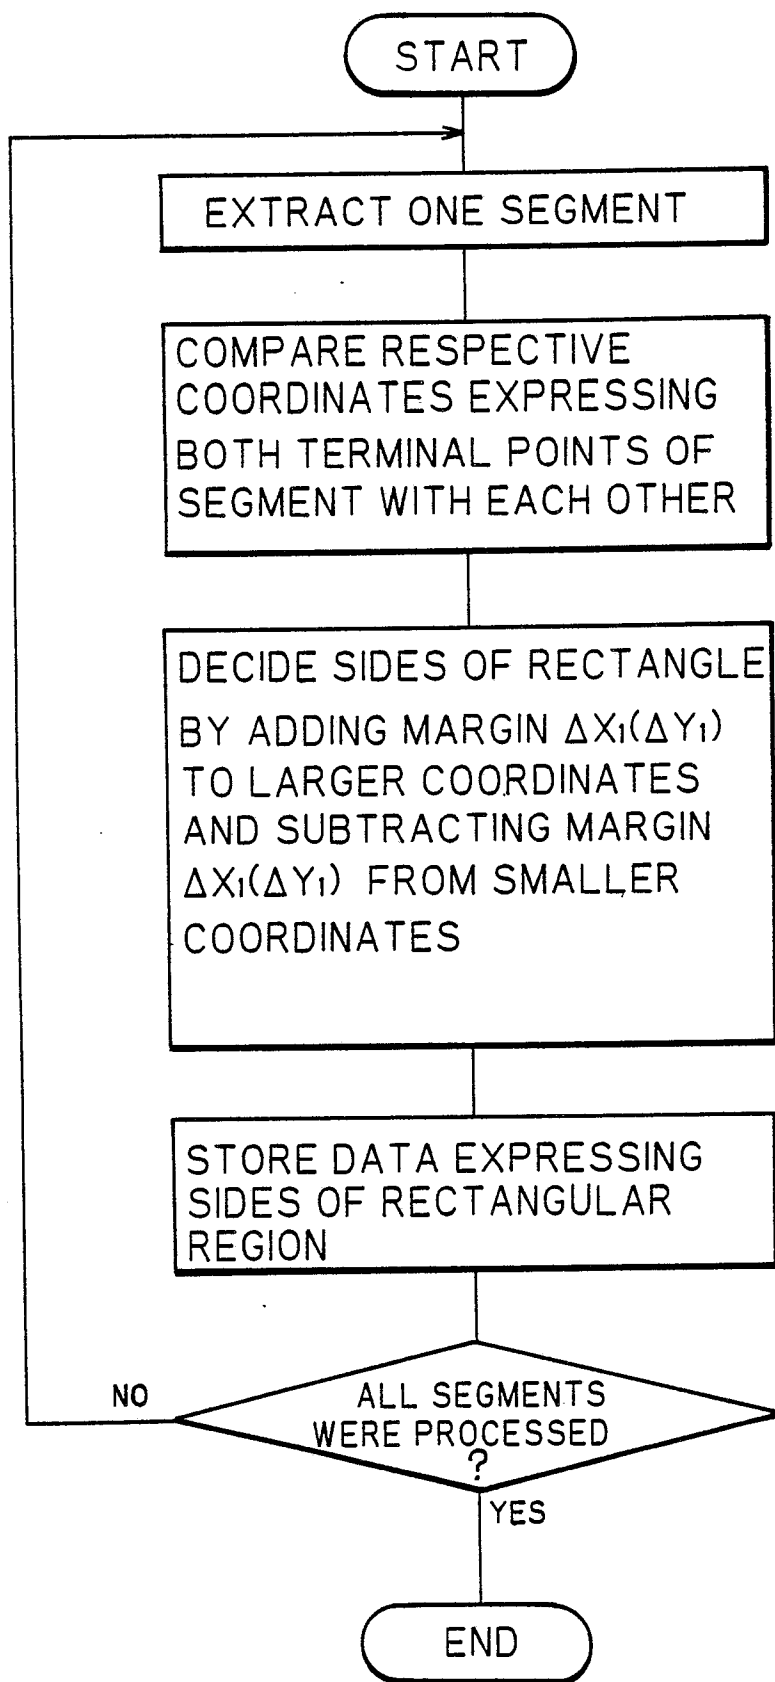 START
EXTRACT ONE SEGMENT
COMPARE RESPECTIVE
COORDINATES EXPRESSING
BOTH TERMINAL POINTS OF
SEGMENT WITH EACH OTHER
DECIDE SIDES OF RECTANGLE
BY ADDING MARGIN ΔX₁(ΔY₁)
TO LARGER COORDINATES
AND SUBTRACTING MARGIN
ΔX₁(ΔY₁) FROM SMALLER
COORDINATES
STORE DATA EXPRESSING
SIDES OF RECTANGULAR
REGION
NO
ALL SEGMENTS
WERE PROCESSED
?
YES
END